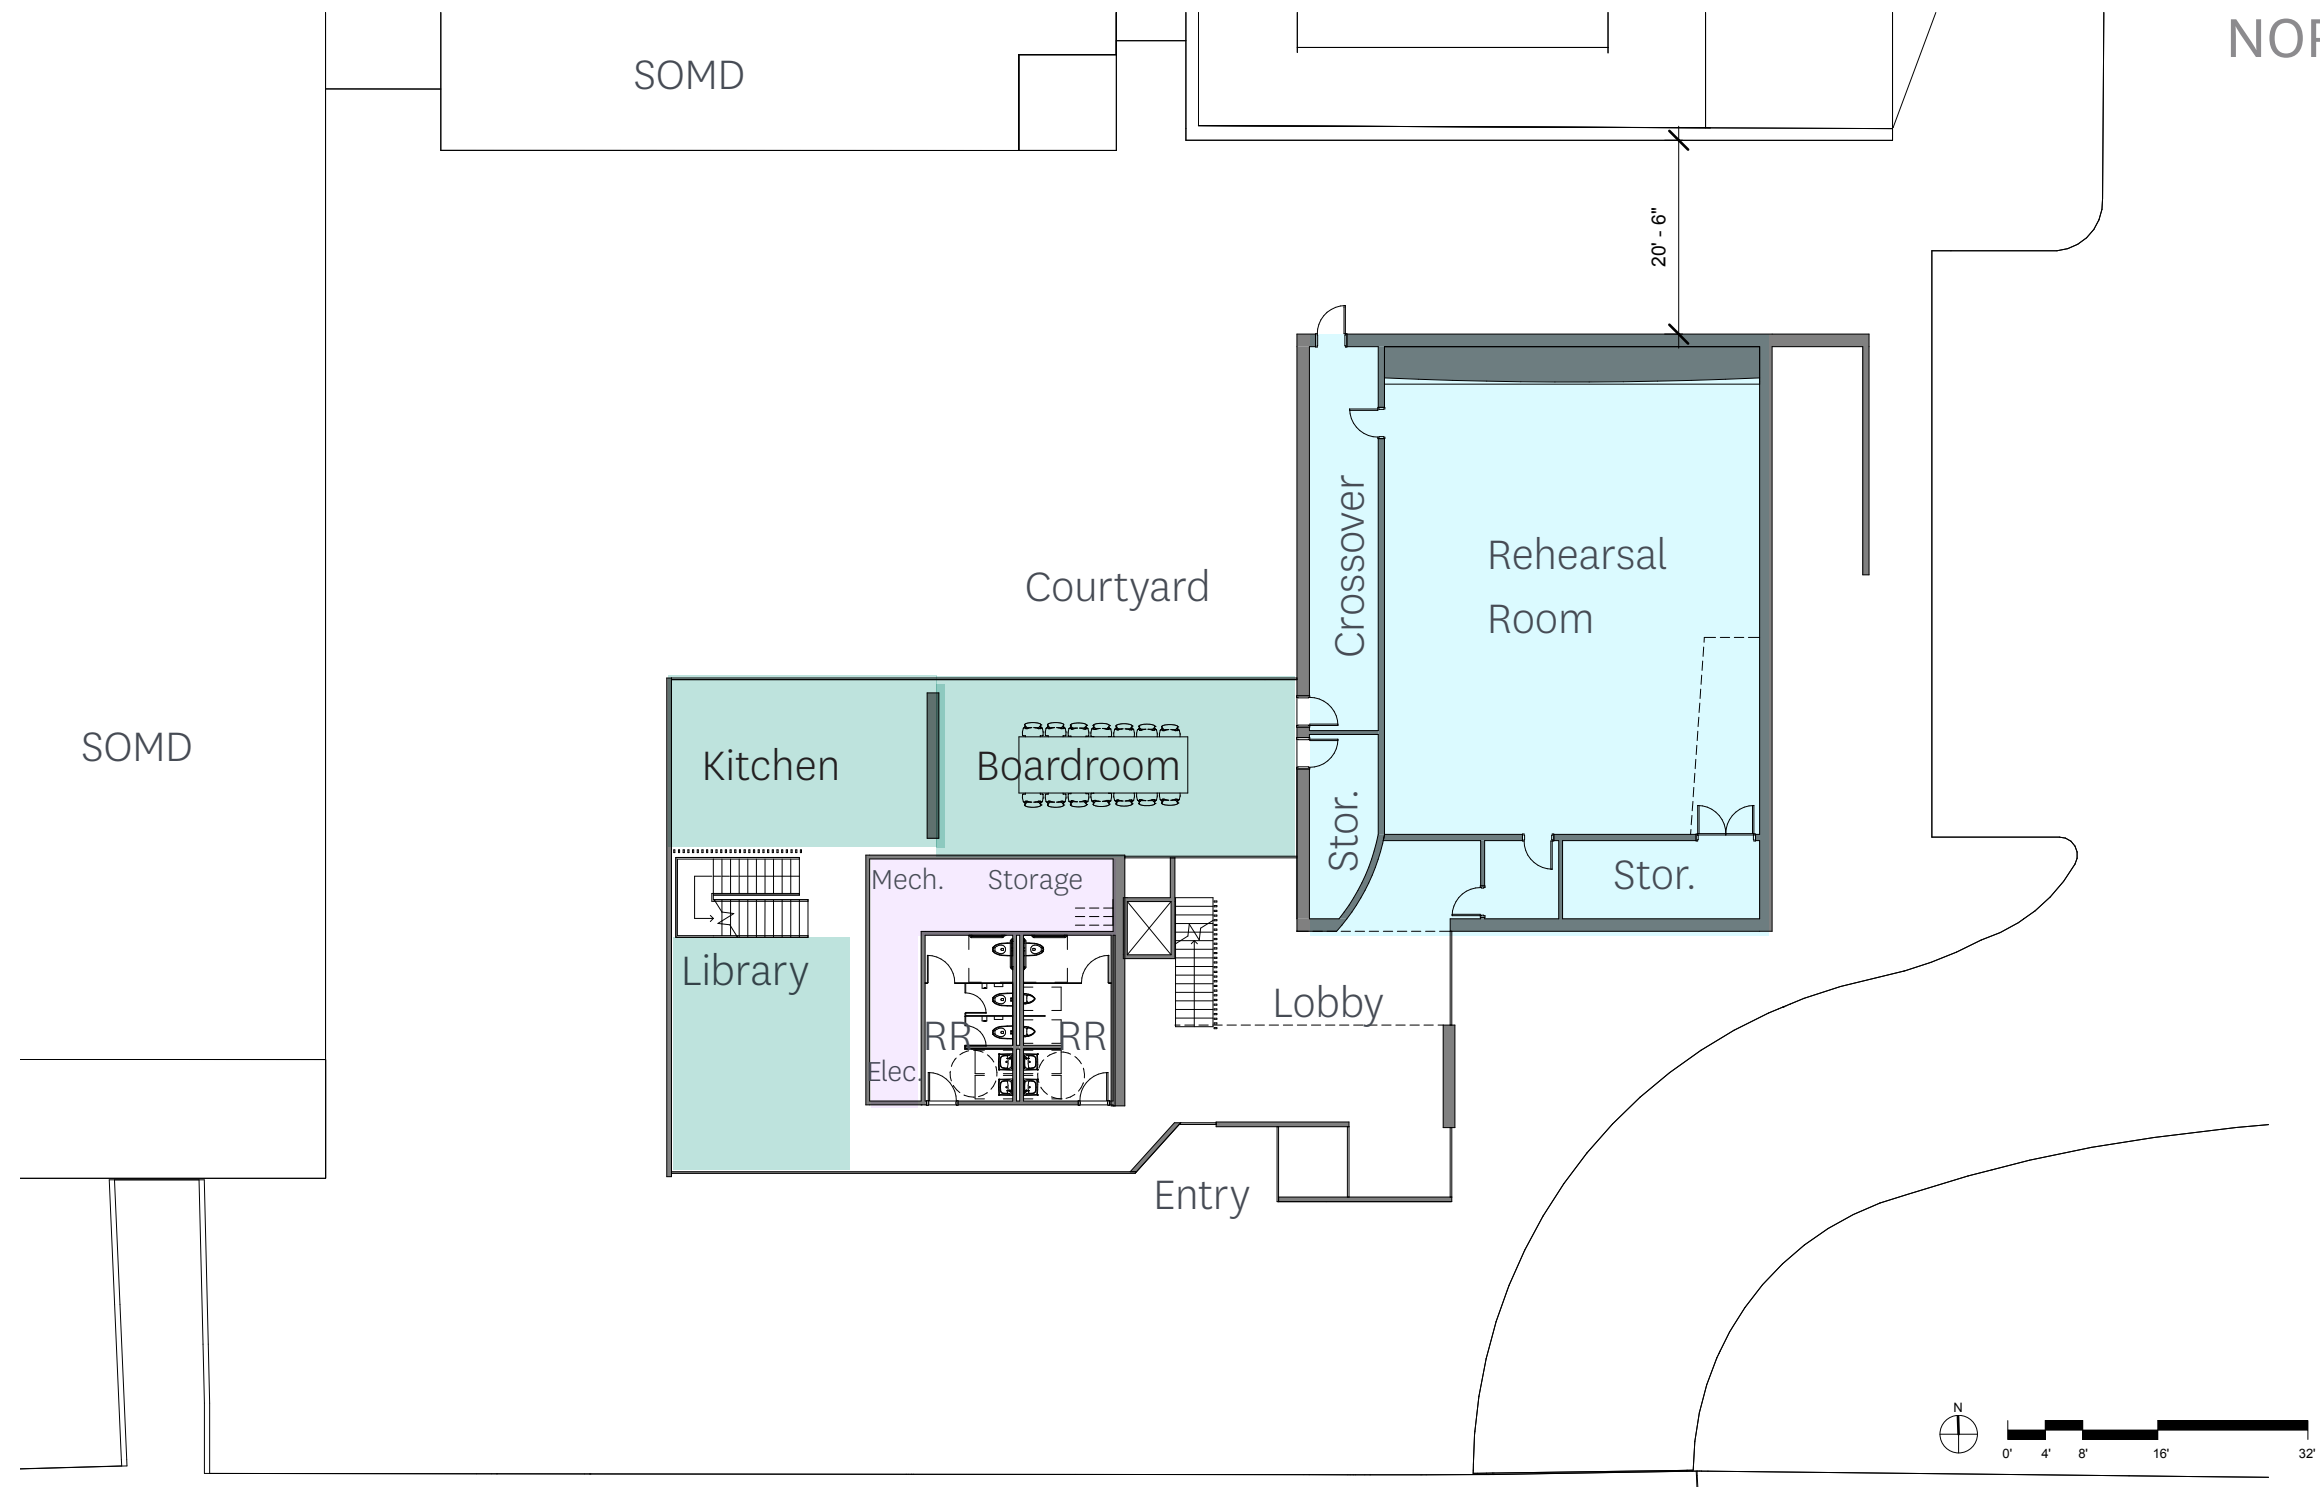 SOMD
20' - 6"
Crossover
Rehearsal
Room
Courtyard
SOMD
Kitchen
Boardroom
Stor.
Stor.
Mech.
Storage
Library
Lobby
RR
RR
Elec.
Entry
N
0'
4'
8'
16'
32'